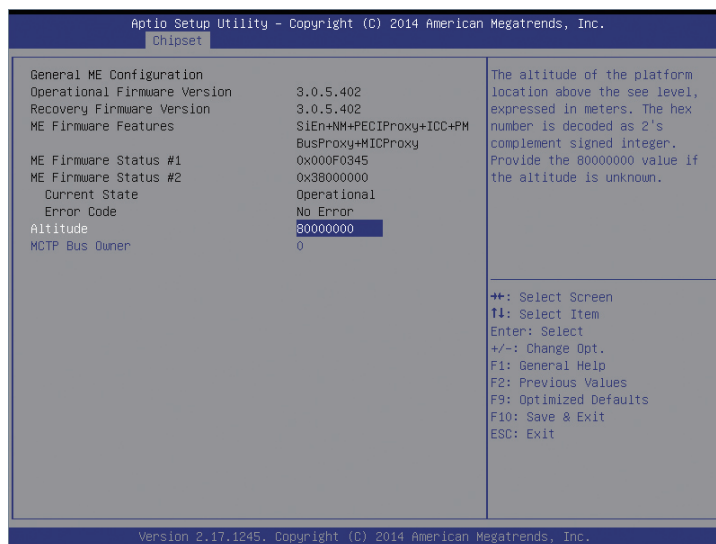 Aptio Setup Utility – Copyright (C) 2014 American Megatrends, Inc.
Chipset
General ME Configuration
Operational Firmware Version 3.0.5.402
Recovery Firmware Version 3.0.5.402
ME Firmware Features SiEn+NM+PECIProxy+ICC+PM
BusProxy+MICProxy
ME Firmware Status #1 0x000F0345
ME Firmware Status #2 0x38000000
Current State Operational
Error Code No Error
Altitude 80000000
MCTP Bus Owner 0
The altitude of the platform
location above the see level,
expressed in meters. The hex
number is decoded as 2's
complement signed integer.
Provide the 80000000 value if
the altitude is unknown.
→←: Select Screen
↑↓: Select Item
Enter: Select
+/-: Change Opt.
F1: General Help
F2: Previous Values
F9: Optimized Defaults
F10: Save & Exit
ESC: Exit
Version 2.17.1245. Copyright (C) 2014 American Megatrends, Inc.